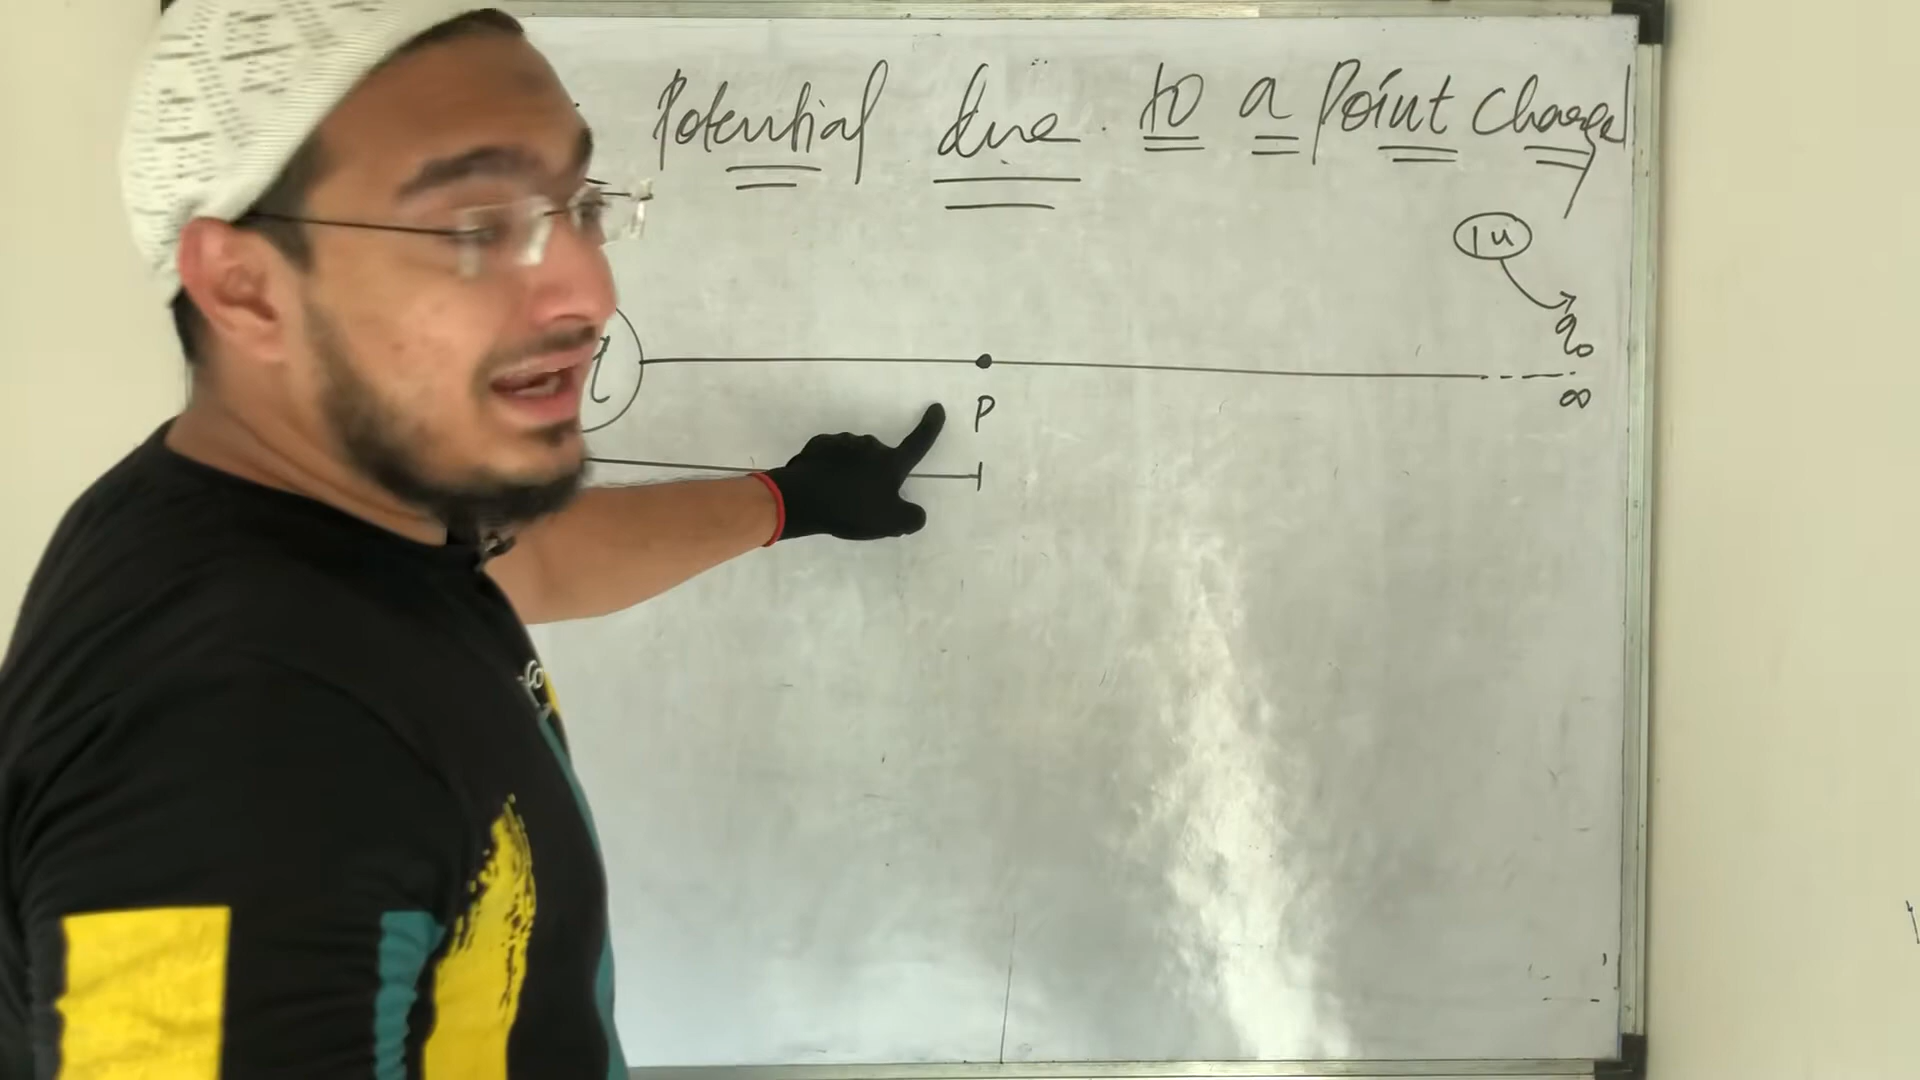 Potential due to a Point Charge
1u
q₀
q
P
∞